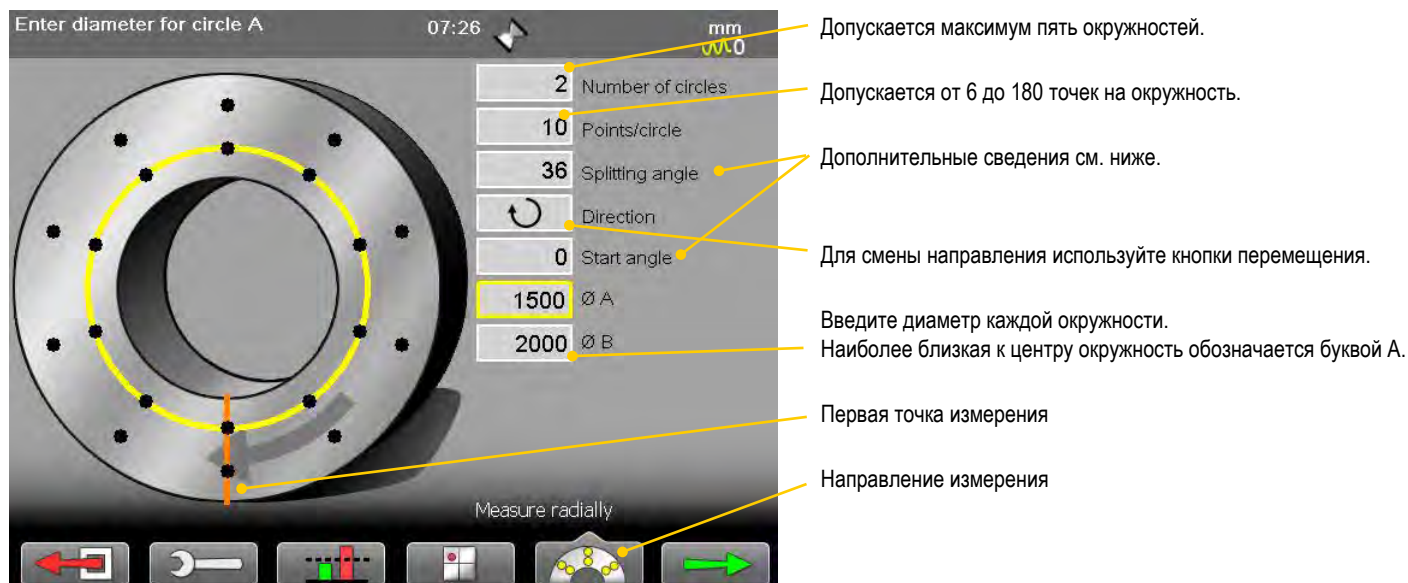 Enter diameter for circle A
07:26
mm
0
2 Number of circles
10 Points/circle
36 Splitting angle
Direction
0 Start angle
1500 Ø A
2000 Ø B
Measure radially
Допускается максимум пять окружностей.
Допускается от 6 до 180 точек на окружность.
Дополнительные сведения см. ниже.
Для смены направления используйте кнопки перемещения.
Введите диаметр каждой окружности.
Наиболее близкая к центру окружность обозначается буквой А.
Первая точка измерения
Направление измерения